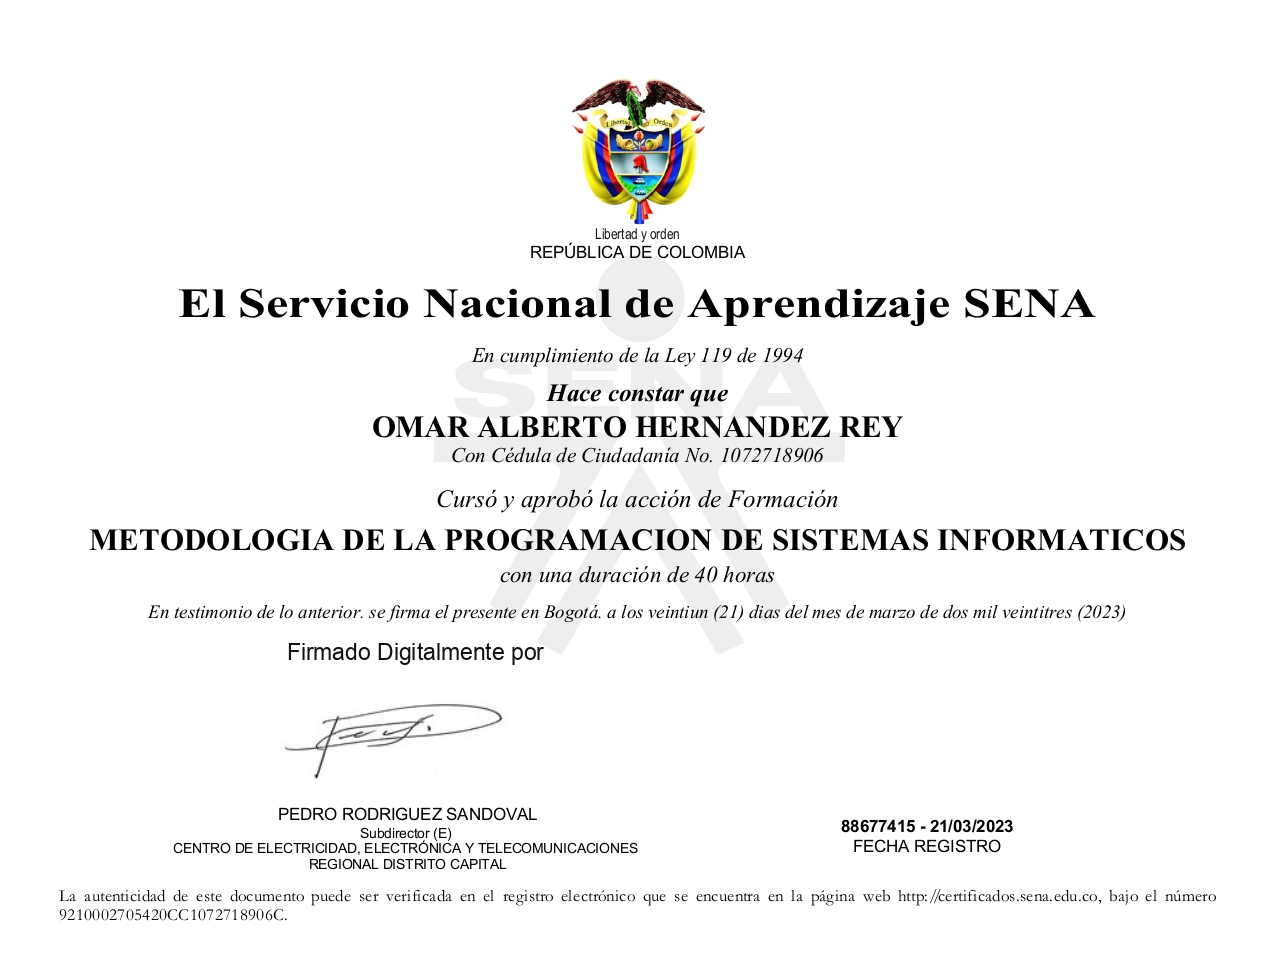 Libertad y Orden
Libertad y orden
REPÚBLICA DE COLOMBIA
El Servicio Nacional de Aprendizaje SENA
En cumplimiento de la Ley 119 de 1994
SENA
Hace constar que
OMAR ALBERTO HERNANDEZ REY
Con Cédula de Ciudadanía No. 1072718906
Cursó y aprobó la acción de Formación
METODOLOGIA DE LA PROGRAMACION DE SISTEMAS INFORMATICOS
con una duración de 40 horas
En testimonio de lo anterior. se firma el presente en Bogotá. a los veintiun (21) dias del mes de marzo de dos mil veintitres (2023)
Firmado Digitalmente por
PEDRO RODRIGUEZ SANDOVAL
Subdirector (E)
CENTRO DE ELECTRICIDAD, ELECTRÓNICA Y TELECOMUNICACIONES
REGIONAL DISTRITO CAPITAL
88677415 - 21/03/2023
FECHA REGISTRO
La autenticidad de este documento puede ser verificada en el registro electrónico que se encuentra en la página web http://certificados.sena.edu.co, bajo el número
9210002705420CC1072718906C.